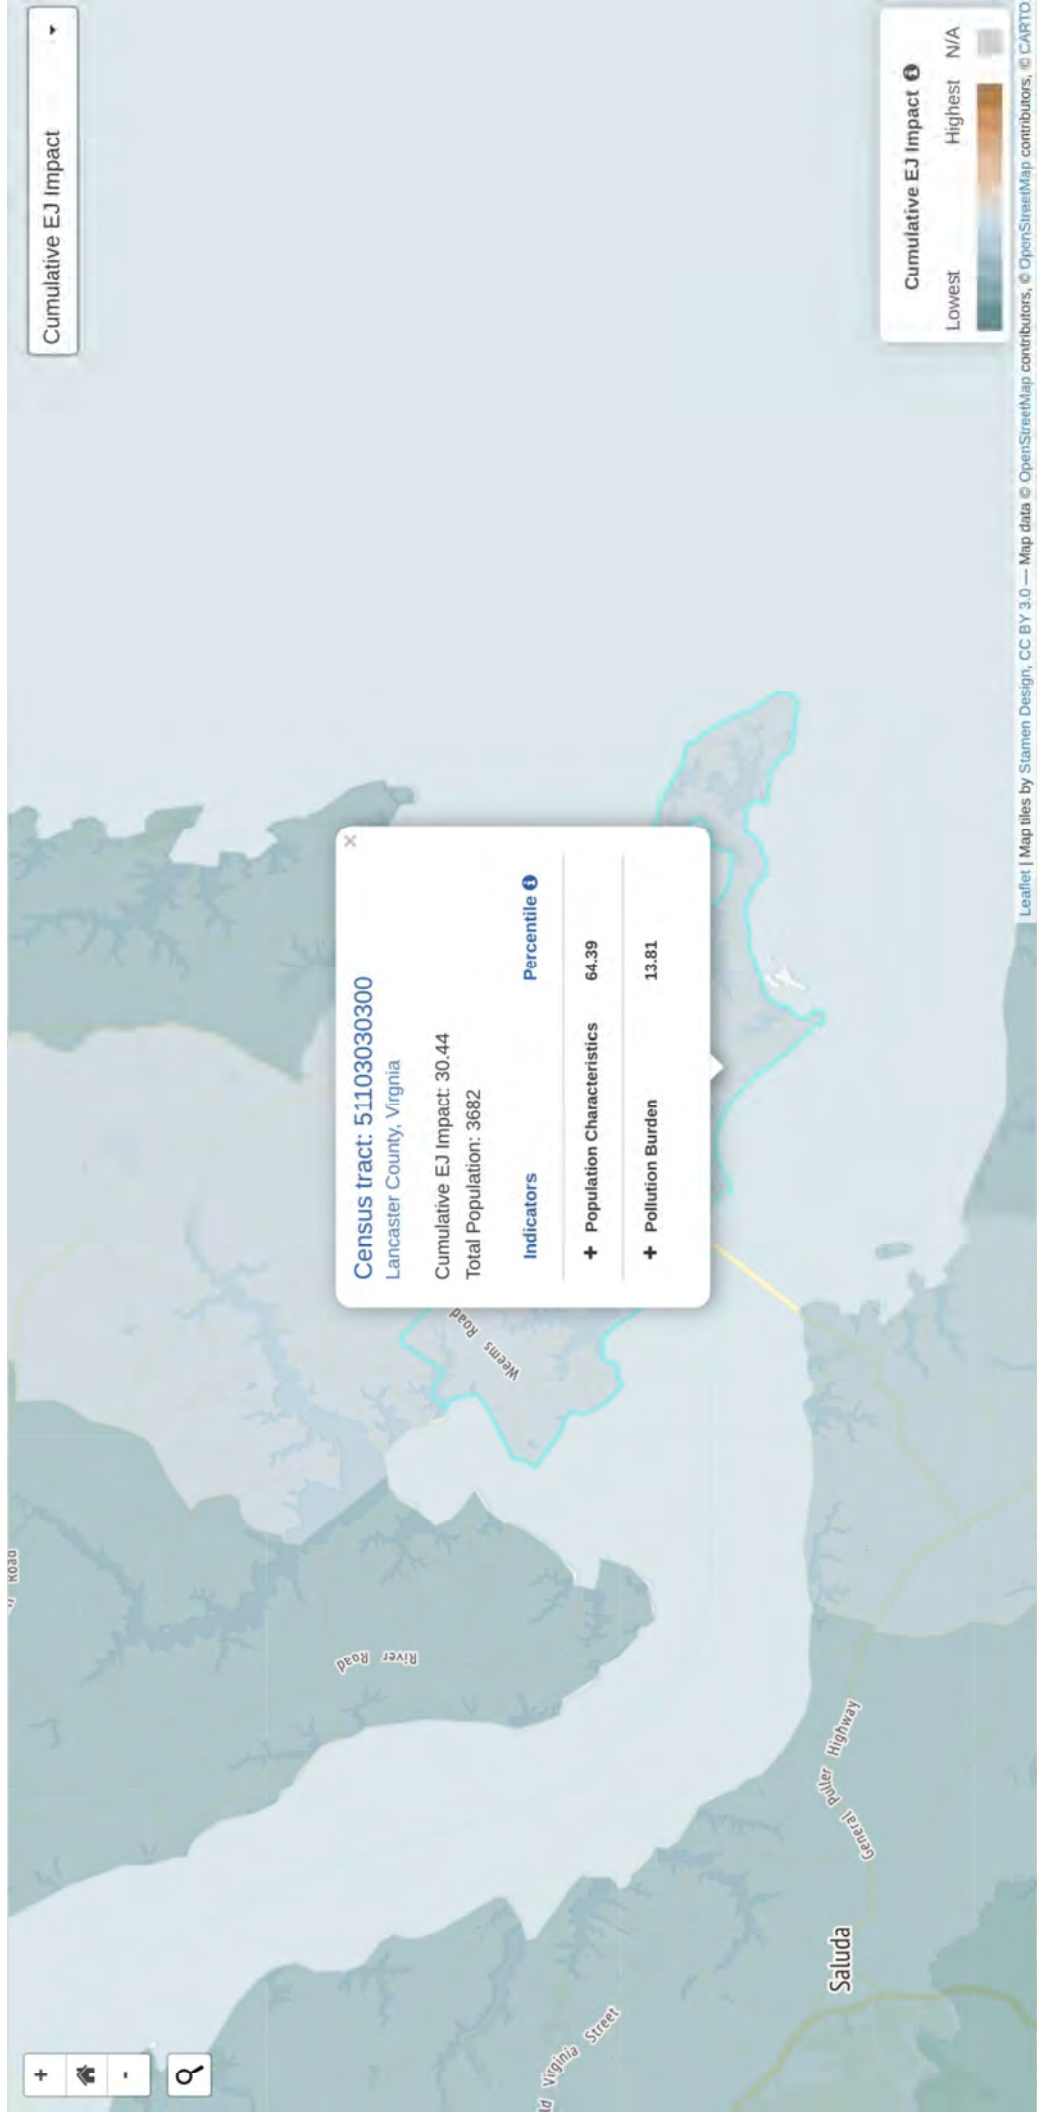 +
-
Cumulative EJ Impact
Road
Census tract: 51103030300
Lancaster County, Virgnia
Cumulative EJ Impact: 30.44
Total Population: 3682
Indicators Percentile
+ Population Characteristics 64.39
+ Pollution Burden 13.81
×
River Road
Weems Road
Virginia Street
General Puller Highway
Saluda
Cumulative EJ Impact
Lowest Highest N/A
Leaflet | Map tiles by Stamen Design, CC BY 3.0 — Map data © OpenStreetMap contributors, © OpenStreetMap contributors, © CARTO